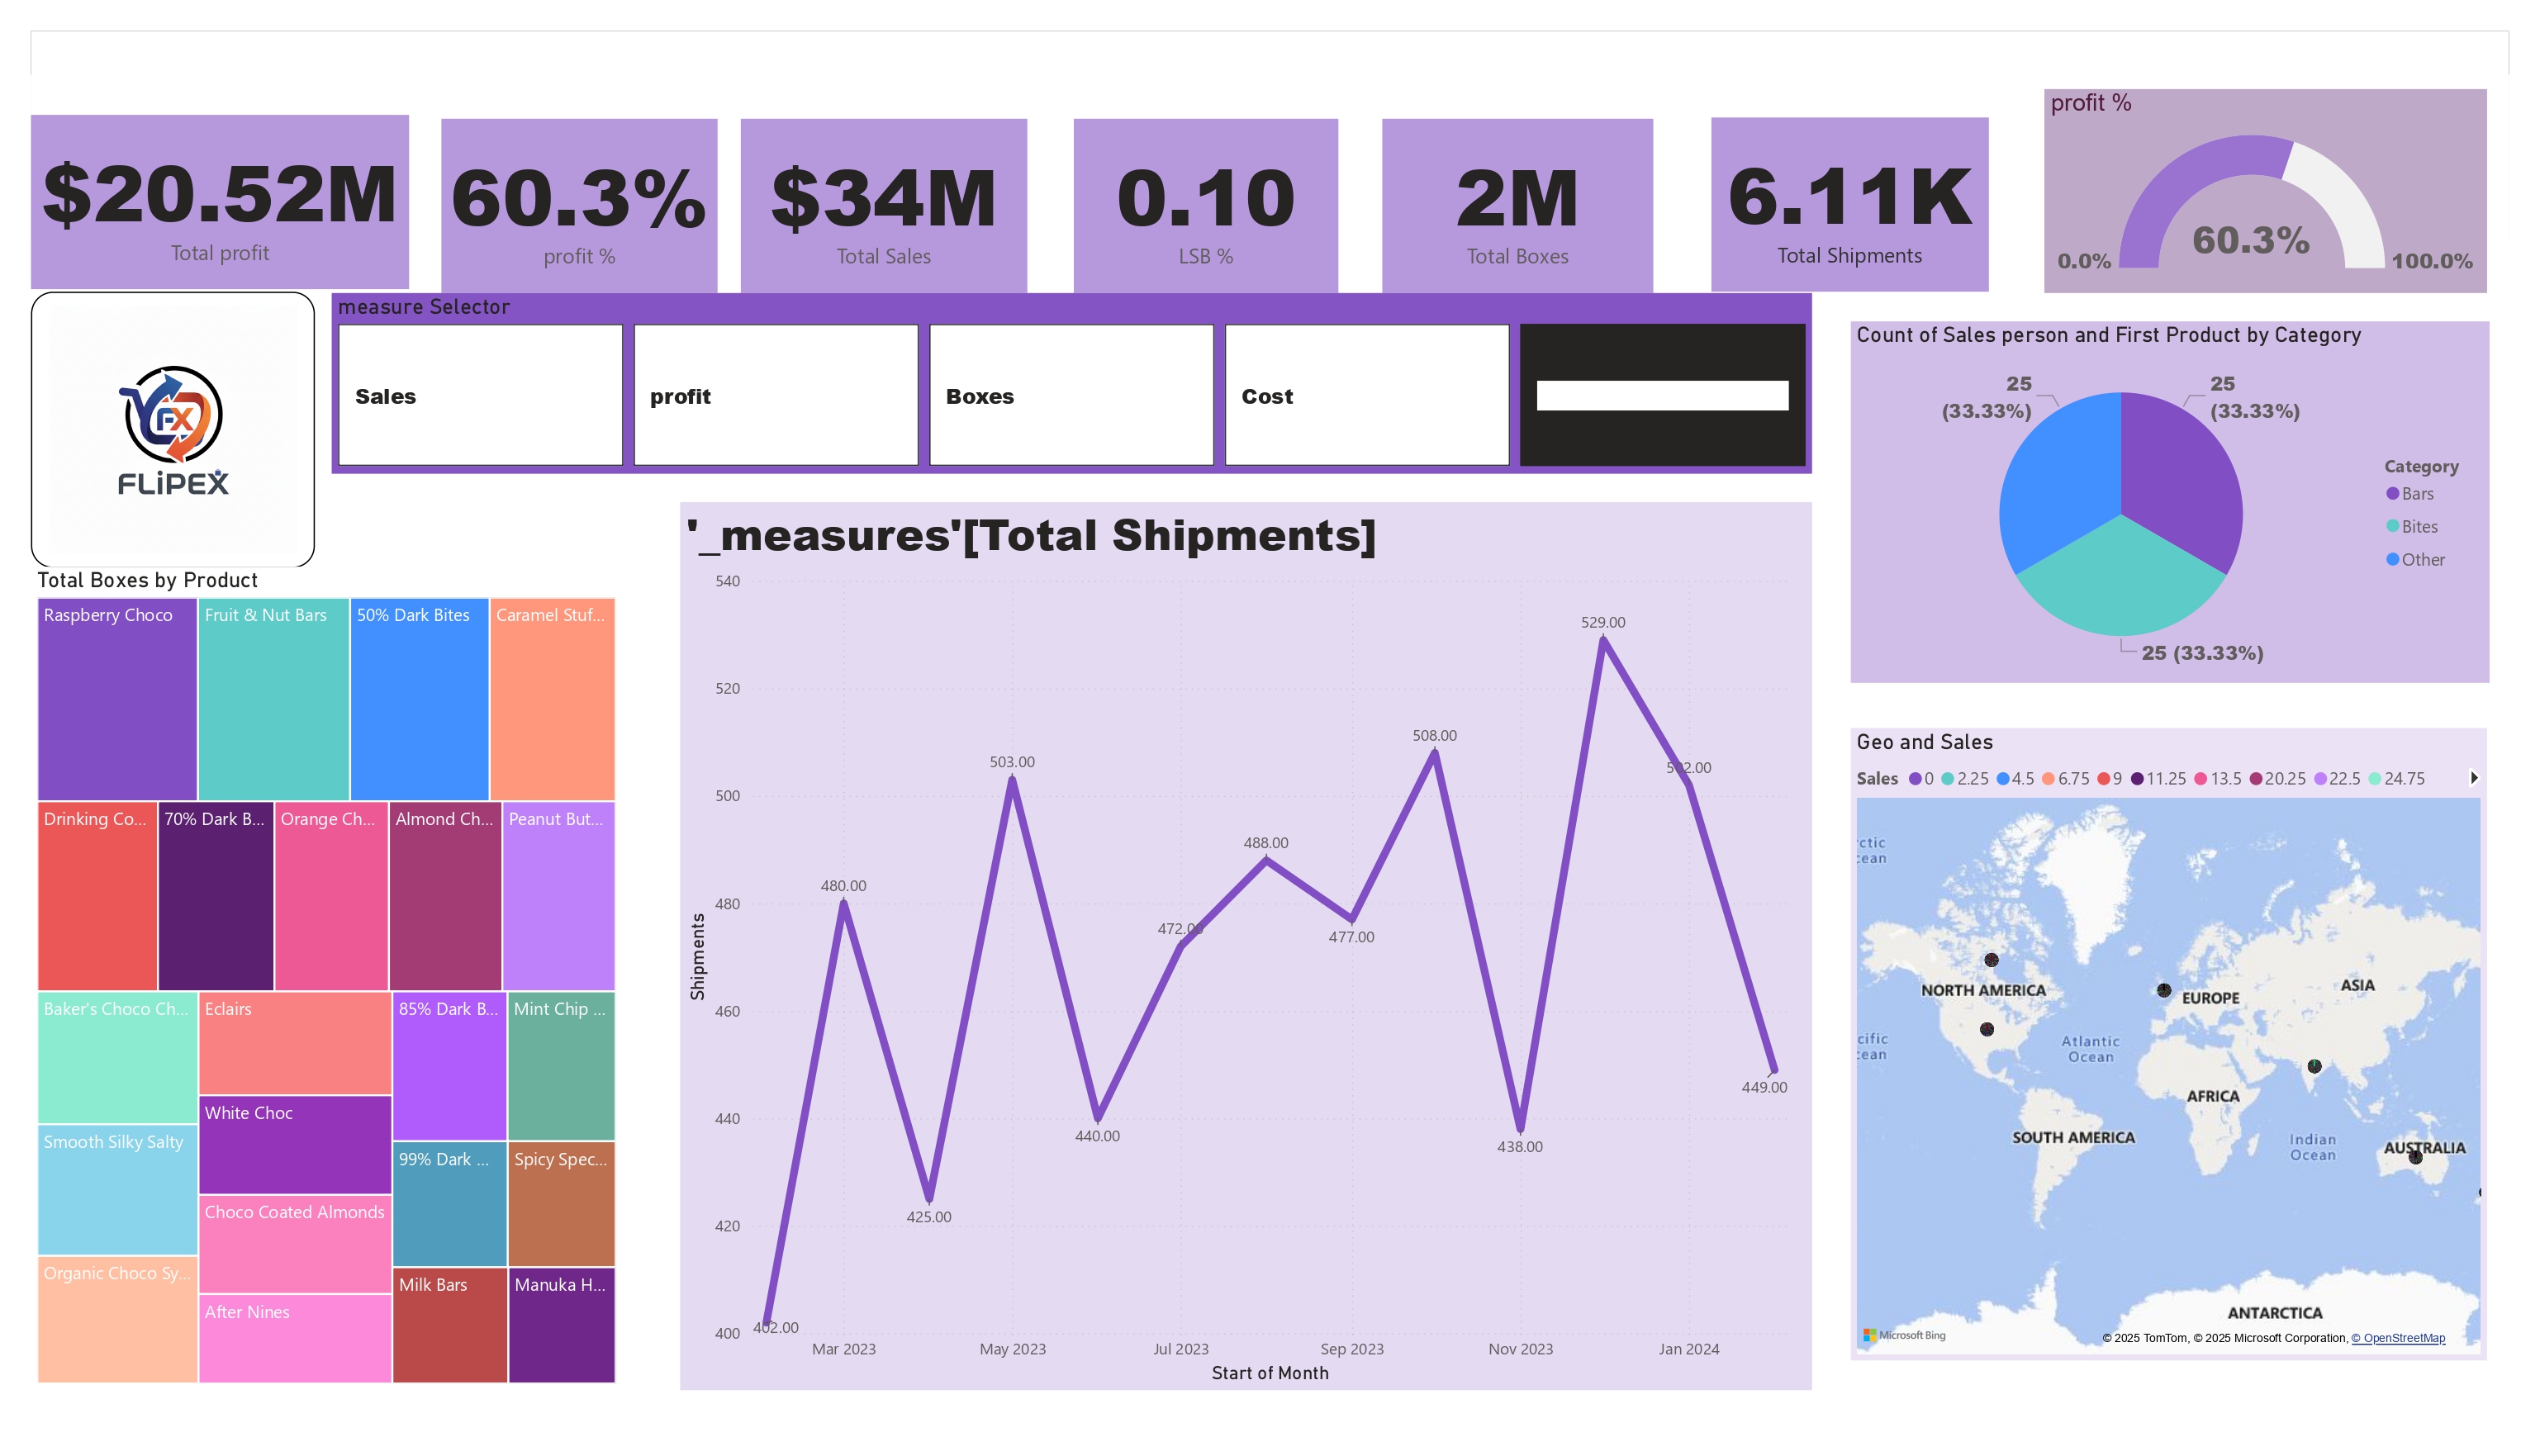 $20.52M
Total profit
60.3%
profit %
$34M
Total Sales
0.10
LSB %
2M
Total Boxes
6.11K
Total Shipments
profit %
60.3%
0.0%
100.0%
FX
FLiPEX
measure Selector
Sales
profit
Boxes
Cost
Count of Sales person and First Product by Category
25
(33.33%)
25
(33.33%)
25 (33.33%)
Category
Bars
Bites
Other
Total Boxes by Product
Raspberry Choco
Fruit & Nut Bars
50% Dark Bites
Caramel Stuf...
Drinking Co...
70% Dark B...
Orange Ch...
Almond Ch...
Peanut But...
Baker's Choco Ch...
Eclairs
85% Dark B...
Mint Chip ...
White Choc
Smooth Silky Salty
99% Dark ...
Spicy Spec...
Choco Coated Almonds
Organic Choco Sy...
Milk Bars
Manuka H...
After Nines
'_measures'[Total Shipments]
540
520
500
480
460
440
420
400
Shipments
402.00
480.00
425.00
503.00
440.00
472.00
488.00
477.00
508.00
438.00
529.00
502.00
449.00
Mar 2023
May 2023
Jul 2023
Sep 2023
Nov 2023
Jan 2024
Start of Month
Geo and Sales
Sales 0 2.25 4.5 6.75 9 11.25 13.5 20.25 22.5 24.75
ctic
cean
NORTH AMERICA
EUROPE
ASIA
cific
cean
Atlantic
Ocean
AFRICA
SOUTH AMERICA
Indian
Ocean
AUSTRALIA
ANTARCTICA
Microsoft Bing
© 2025 TomTom, © 2025 Microsoft Corporation, © OpenStreetMap